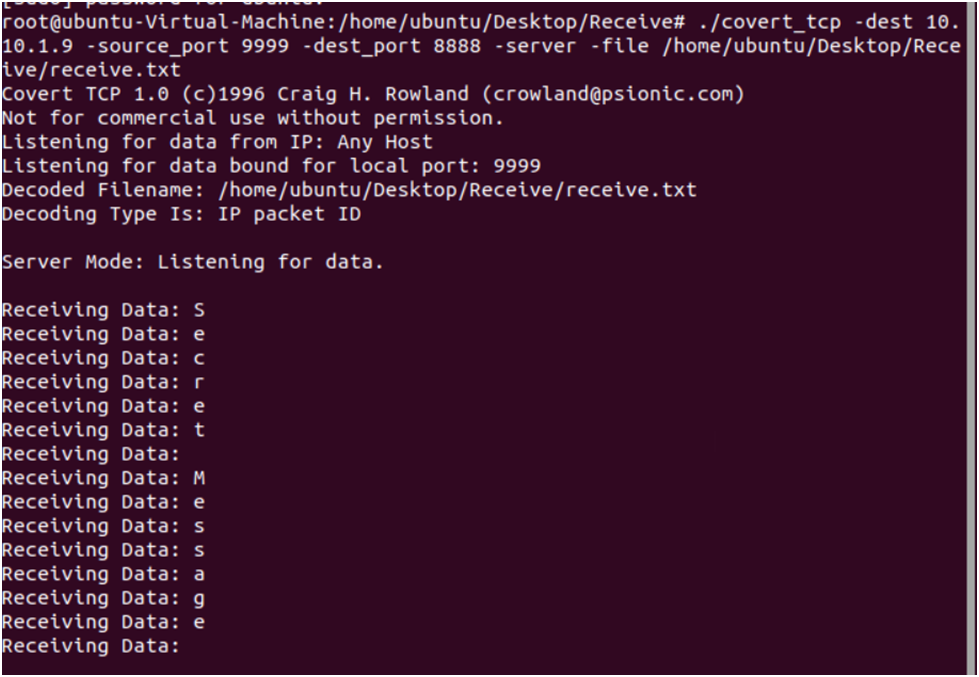 root@ubuntu-Virtual-Machine:/home/ubuntu/Desktop/Receive# ./covert_tcp -dest 10.
10.1.9 -source_port 9999 -dest_port 8888 -server -file /home/ubuntu/Desktop/Rece
ive/receive.txt
Covert TCP 1.0 (c)1996 Craig H. Rowland (crowland@psionic.com)
Not for commercial use without permission.
Listening for data from IP: Any Host
Listening for data bound for local port: 9999
Decoded Filename: /home/ubuntu/Desktop/Receive/receive.txt
Decoding Type Is: IP packet ID
Server Mode: Listening for data.
Receiving Data: S
Receiving Data: e
Receiving Data: c
Receiving Data: r
Receiving Data: e
Receiving Data: t
Receiving Data:
Receiving Data: M
Receiving Data: e
Receiving Data: s
Receiving Data: s
Receiving Data: a
Receiving Data: g
Receiving Data: e
Receiving Data: